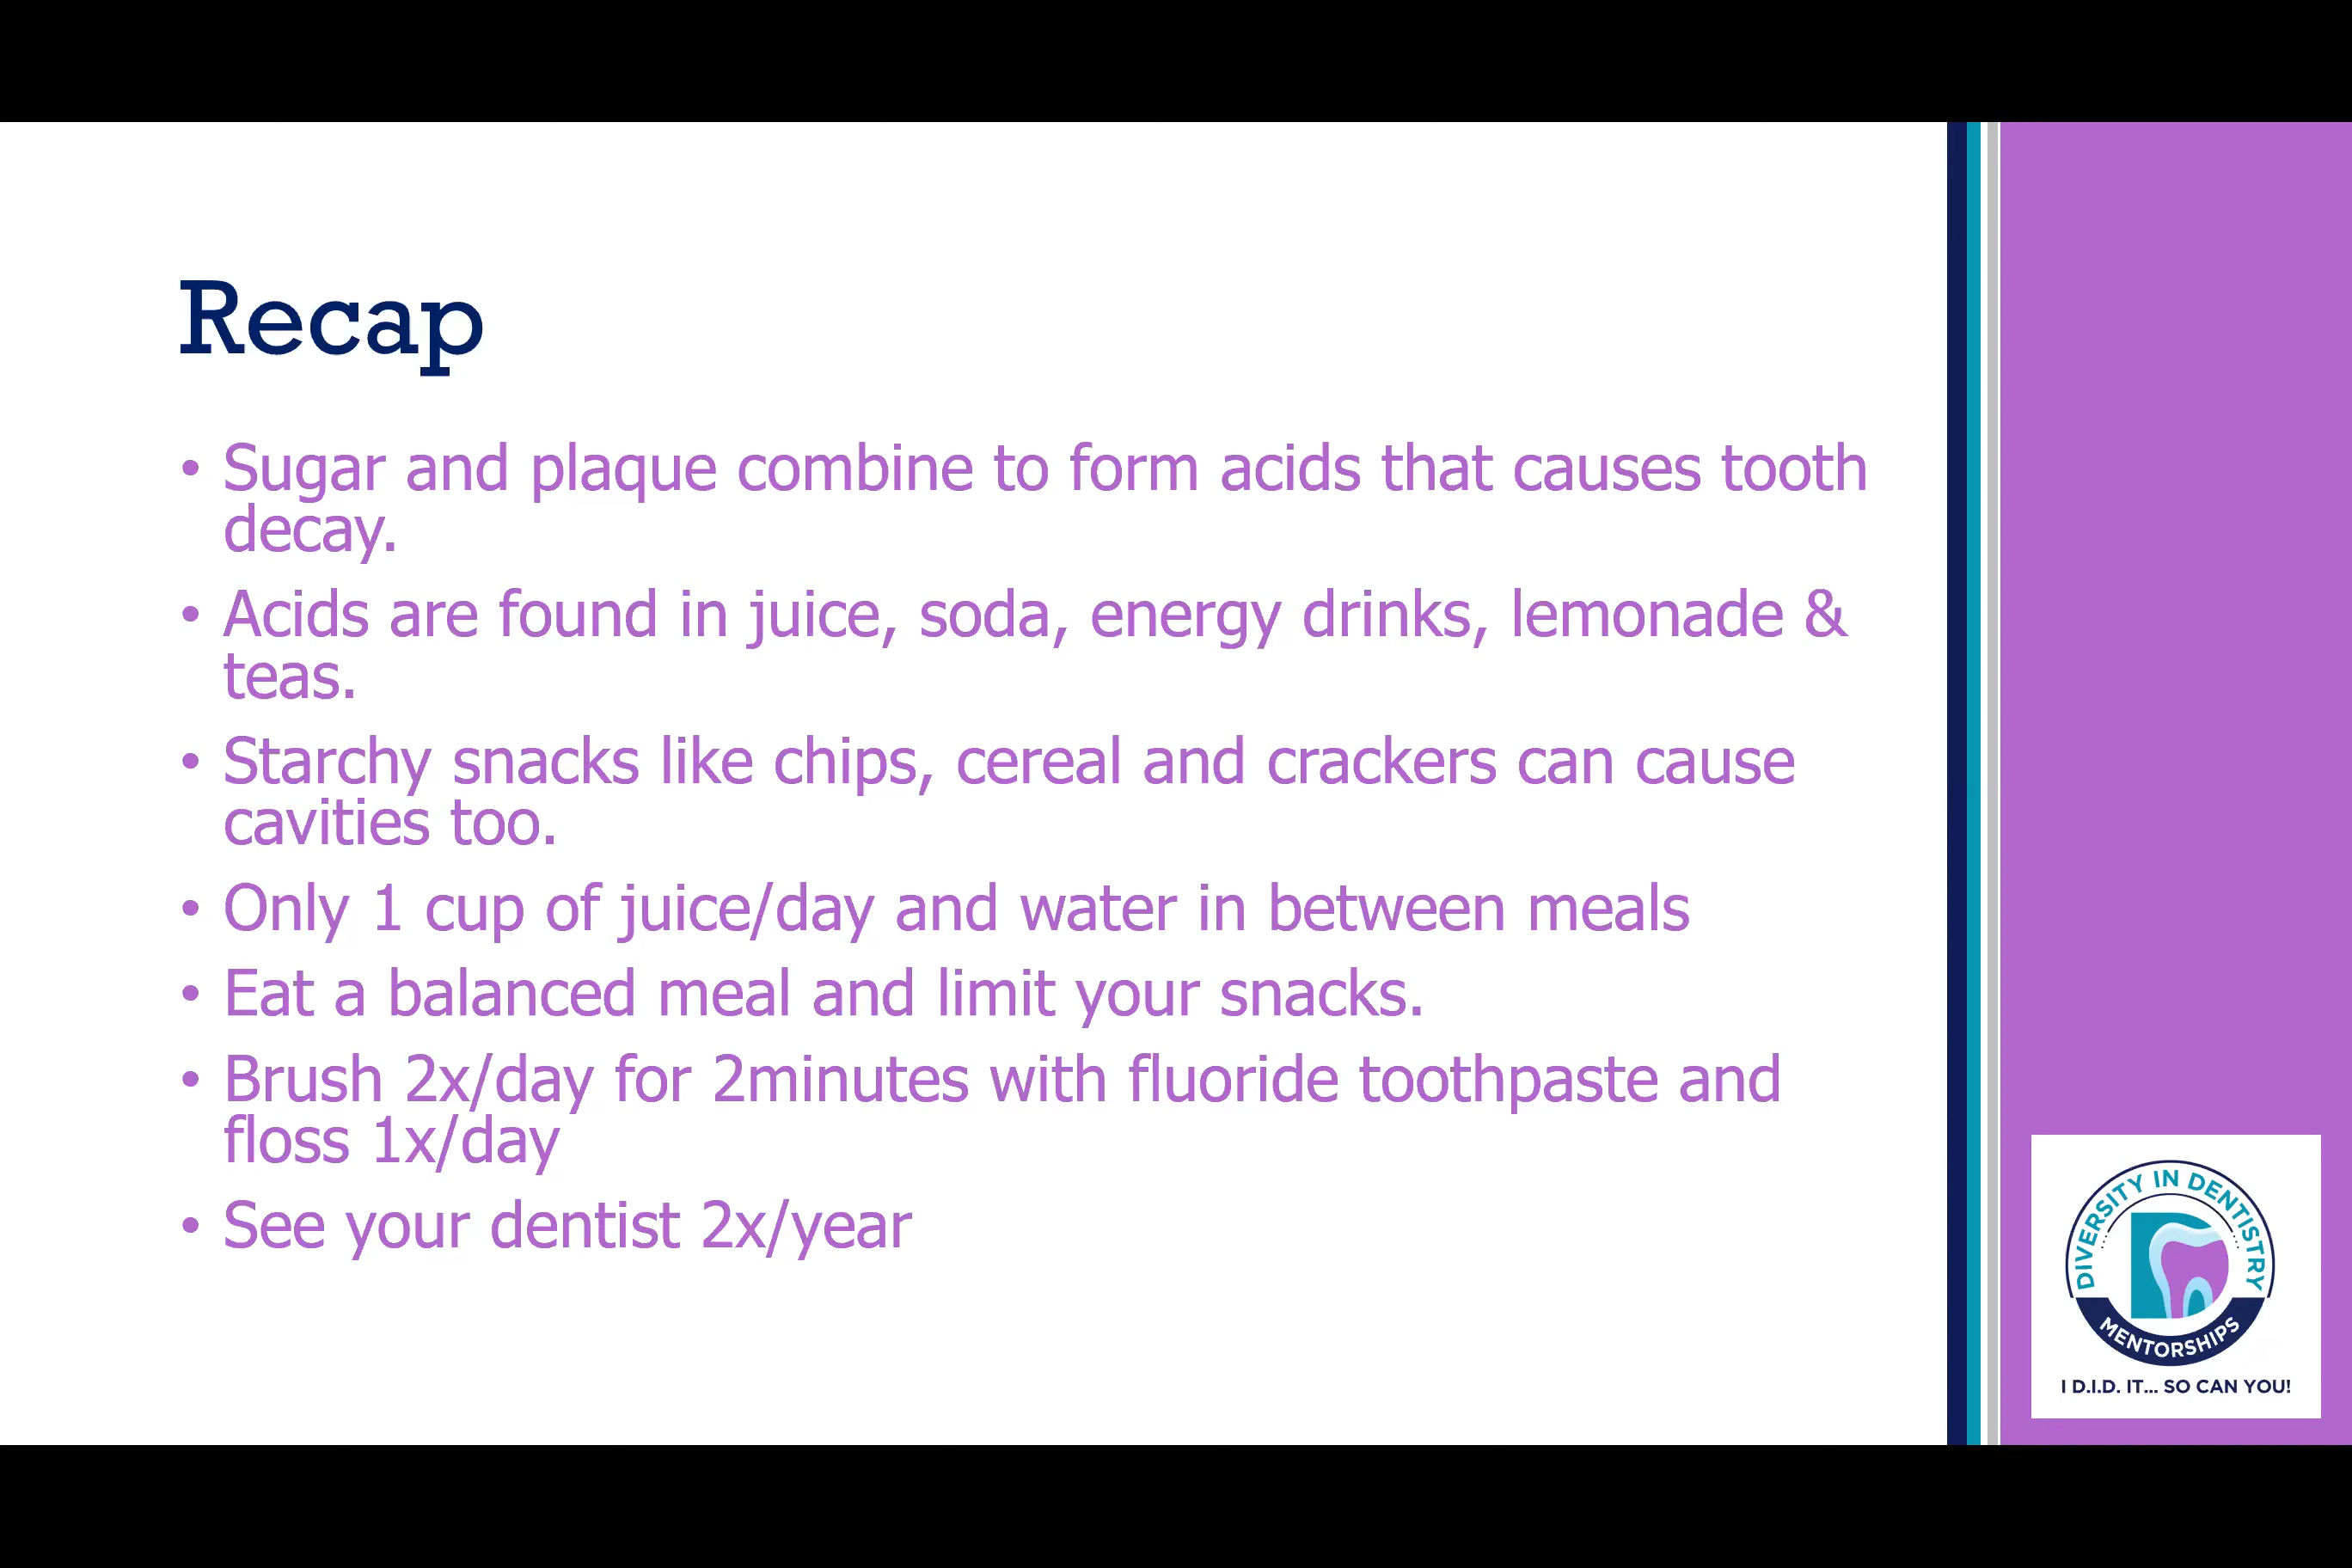 Recap
• Sugar and plaque combine to form acids that causes tooth
decay.
• Acids are found in juice, soda, energy drinks, lemonade &
teas.
• Starchy snacks like chips, cereal and crackers can cause
cavities too.
• Only 1 cup of juice/day and water in between meals
• Eat a balanced meal and limit your snacks.
• Brush 2x/day for 2minutes with fluoride toothpaste and
floss 1x/day
• See your dentist 2x/year
DIVERSITY IN DENTISTRY
MENTORSHIPS
I D.I.D. IT... SO CAN YOU!